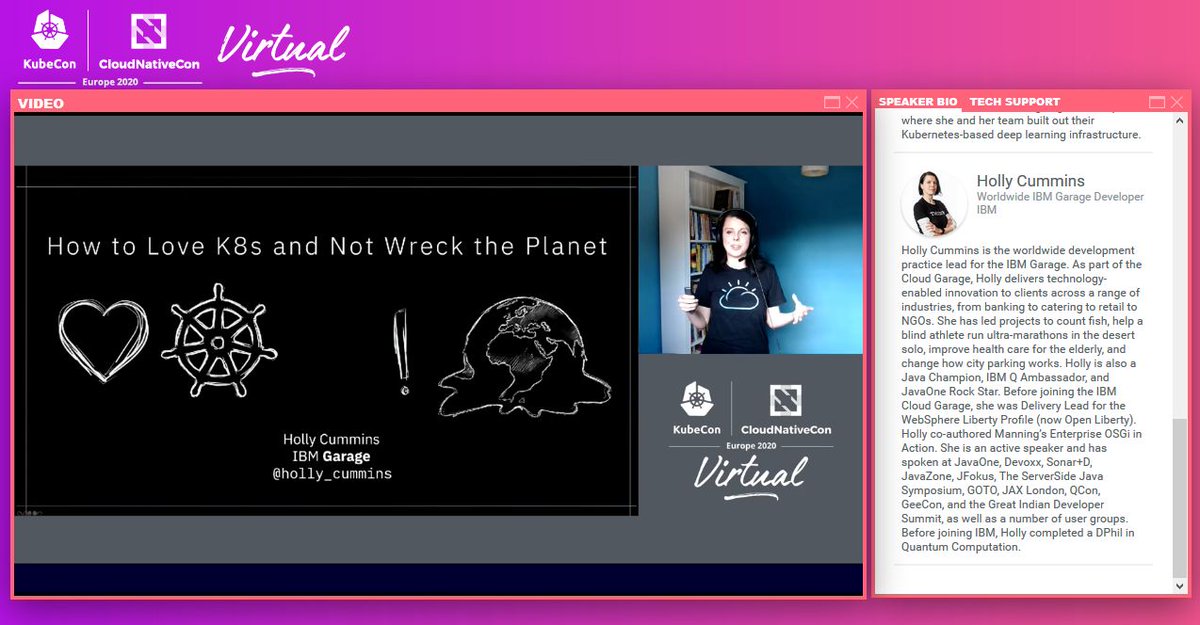 KubeCon
CloudNativeCon
Europe 2020
Virtual
VIDEO
How to Love K8s and Not Wreck the Planet
!
Holly Cummins
IBM Garage
@holly_cummins
KubeCon
CloudNativeCon
Europe 2020
Virtual
SPEAKER BIO TECH SUPPORT
where she and her team built out their
Kubernetes-based deep learning infrastructure.
Holly Cummins
Worldwide IBM Garage Developer
IBM
Holly Cummins is the worldwide development
practice lead for the IBM Garage. As part of the
Cloud Garage, Holly delivers technology-
enabled innovation to clients across a range of
industries, from banking to catering to retail to
NGOs. She has led projects to count fish, help a
blind athlete run ultra-marathons in the desert
solo, improve health care for the elderly, and
change how city parking works. Holly is also a
Java Champion, IBM Q Ambassador, and
JavaOne Rock Star. Before joining the IBM
Cloud Garage, she was Delivery Lead for the
WebSphere Liberty Profile (now Open Liberty).
Holly co-authored Manning's Enterprise OSGi in
Action. She is an active speaker and has
spoken at JavaOne, Devoxx, Sonar+D,
JavaZone, JFokus, The ServerSide Java
Symposium, GOTO, JAX London, QCon,
GeeCon, and the Great Indian Developer
Summit, as well as a number of user groups.
Before joining IBM, Holly completed a DPhil in
Quantum Computation.